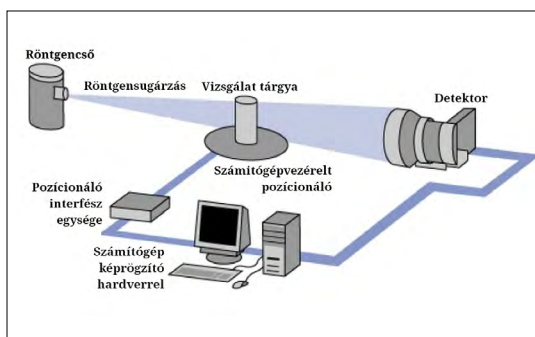 Röntgencső
Röntgensugárzás
Vizsgálat tárgya
Detektor
Számítógépvezérelt
pozícionáló
Pozícionáló
interfész
egysége
Számítógép
képrögzítő
hardverrel